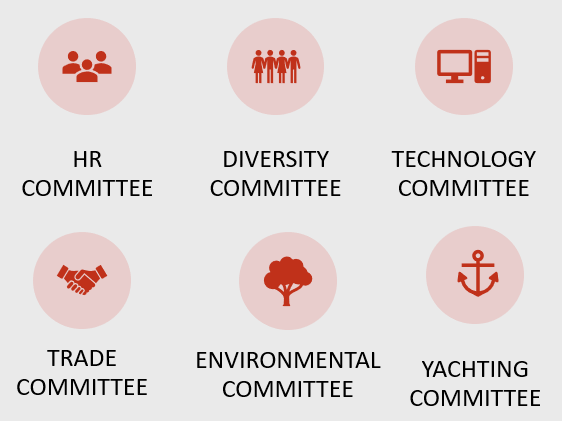 HR
COMMITTEE
DIVERSITY
COMMITTEE
TECHNOLOGY
COMMITTEE
TRADE
COMMITTEE
ENVIRONMENTAL
COMMITTEE
YACHTING
COMMITTEE